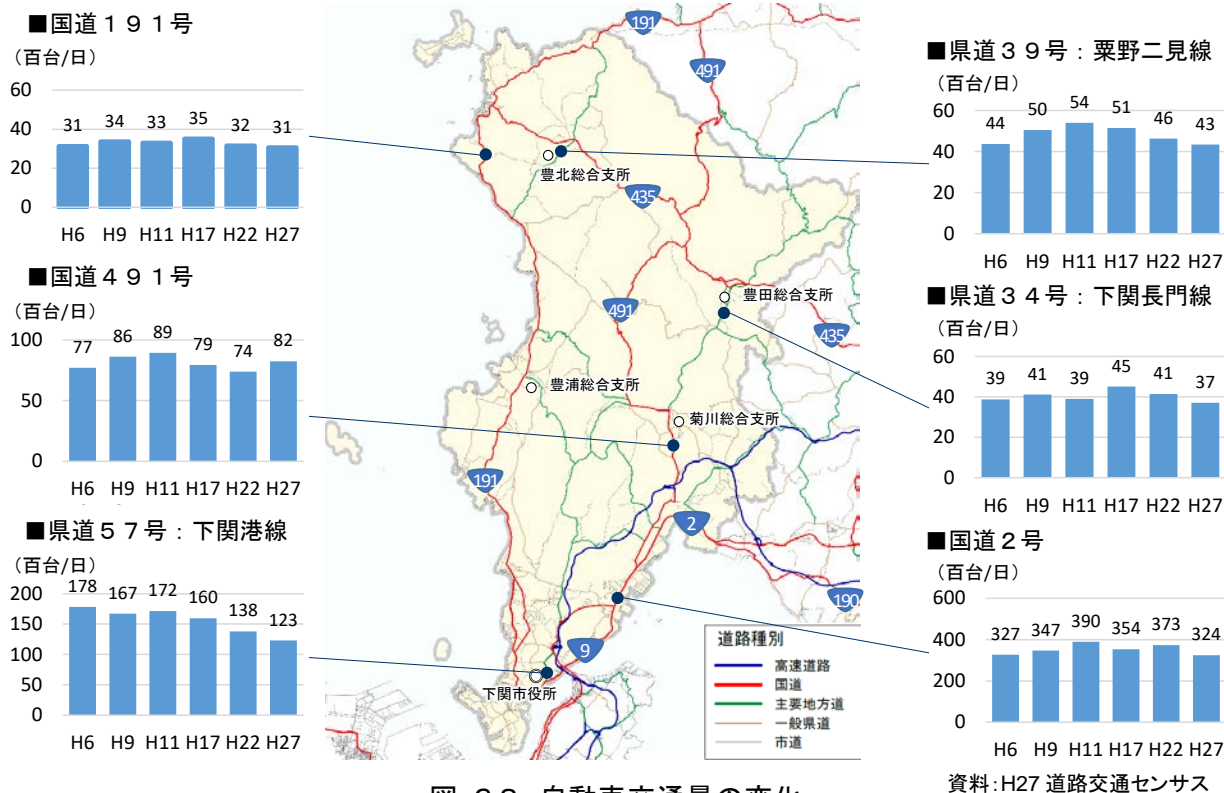 ■国道１９１号
（百台/日）
60
40
20
0
31 34 33 35 32 31
H6 H9 H11 H17 H22 H27
■国道４９１号
（百台/日）
100
50
0
77 86 89 79 74 82
H6 H9 H11 H17 H22 H27
■県道５７号：下関港線
（百台/日）
200
150
100
50
0
178 167 172 160 138 123
H6 H9 H11 H17 H22 H27
191
491
豊北総合支所
435
豊田総合支所
491
435
豊浦総合支所
菊川総合支所
191
2
190
9
下関市役所
道路種別
高速道路
国道
主要地方道
一般県道
市道
■県道３９号：粟野二見線
（百台/日）
60
40
20
0
44 50 54 51 46 43
H6 H9 H11 H17 H22 H27
■県道３４号：下関長門線
（百台/日）
60
40
20
0
39 41 39 45 41 37
H6 H9 H11 H17 H22 H27
■国道２号
（百台/日）
600
400
200
0
327 347 390 354 373 324
H6 H9 H11 H17 H22 H27
資料：H27 道路交通センサス
自動車交通量の変化